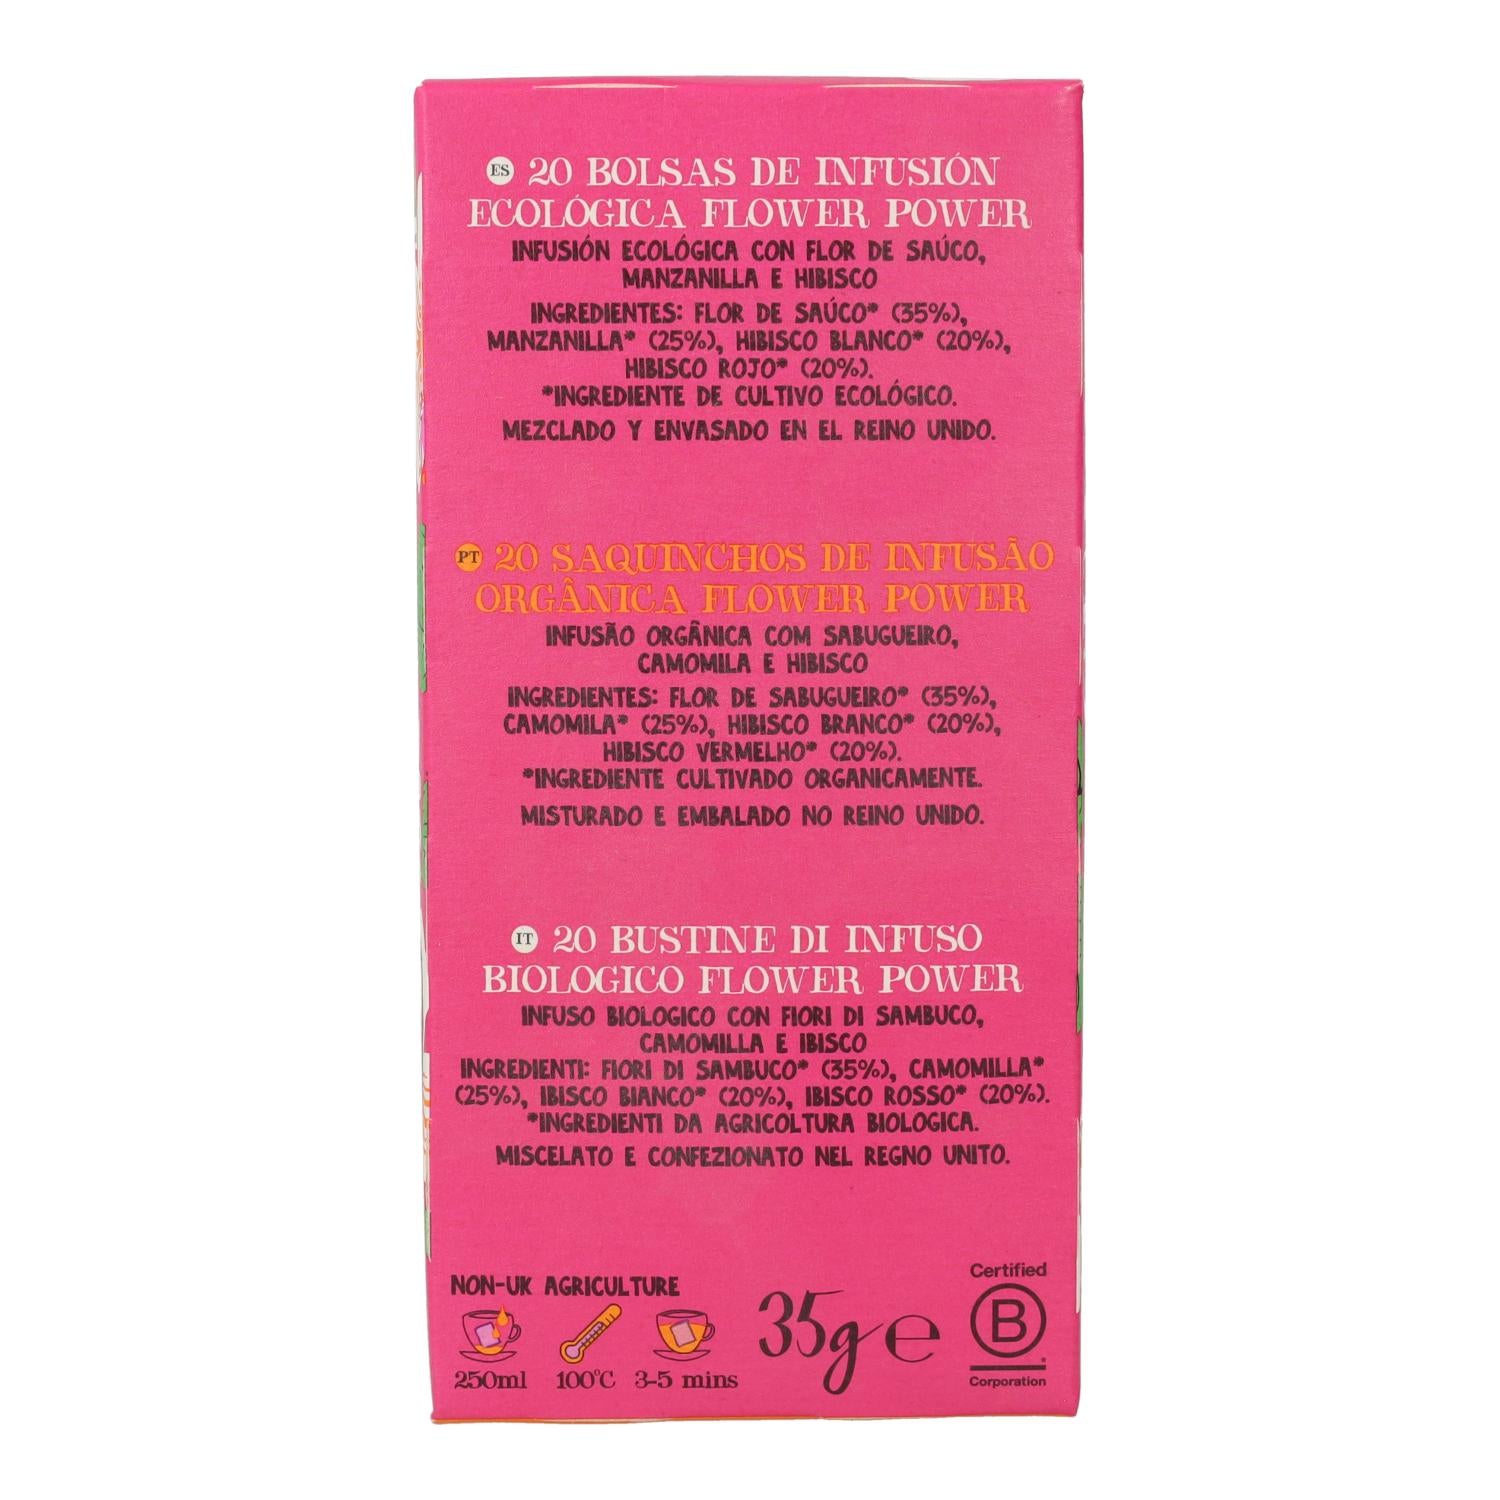 ES 20 BOLSAS DE INFUSIÓN
ECOLÓGICA FLOWER POWER
INFUSIÓN ECOLÓGICA CON FLOR DE SAÚCO,
MANZANILLA E HIBISCO
INGREDIENTES: FLOR DE SAÚCO* (35%),
MANZANILLA* (25%), HIBISCO BLANCO* (20%),
HIBISCO ROJO* (20%).
*INGREDIENTE DE CULTIVO ECOLÓGICO.
MEZCLADO Y ENVASADO EN EL REINO UNIDO.
PT 20 SAQUINCHOS DE INFUSÃO
ORGÂNICA FLOWER POWER
INFUSÃO ORGÂNICA COM SABUGUEIRO,
CAMOMILA E HIBISCO
INGREDIENTES: FLOR DE SABUGUEIRO* (35%),
CAMOMILA* (25%), HIBISCO BRANCO* (20%),
HIBISCO VERMELHO* (20%).
*INGREDIENTE CULTIVADO ORGANICAMENTE.
MISTURADO E EMBALADO NO REINO UNIDO.
IT 20 BUSTINE DI INFUSO
BIOLOGICO FLOWER POWER
INFUSO BIOLOGICO CON FIORI DI SAMBUCO,
CAMOMILLA E IBISCO
INGREDIENTI: FIORI DI SAMBUCO* (35%), CAMOMILLA*
(25%), IBISCO BIANCO* (20%), IBISCO ROSSO* (20%).
*INGREDIENTI DA AGRICOLTURA BIOLOGICA.
MISCELATO E CONFEZIONATO NEL REGNO UNITO.
NON-UK AGRICULTURE
250ml 100°C 3-5 mins
35g e
Certified
B
Corporation